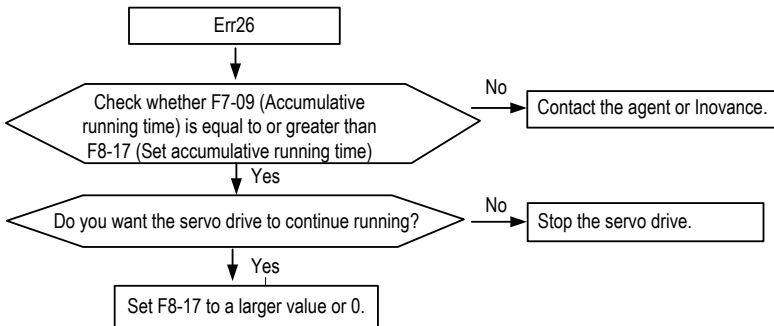 Err26
Check whether F7-09 (Accumulative
running time) is equal to or greater than
F8-17 (Set accumulative running time)
No
Contact the agent or Inovance.
Yes
Do you want the servo drive to continue running?
No
Stop the servo drive.
Yes
Set F8-17 to a larger value or 0.